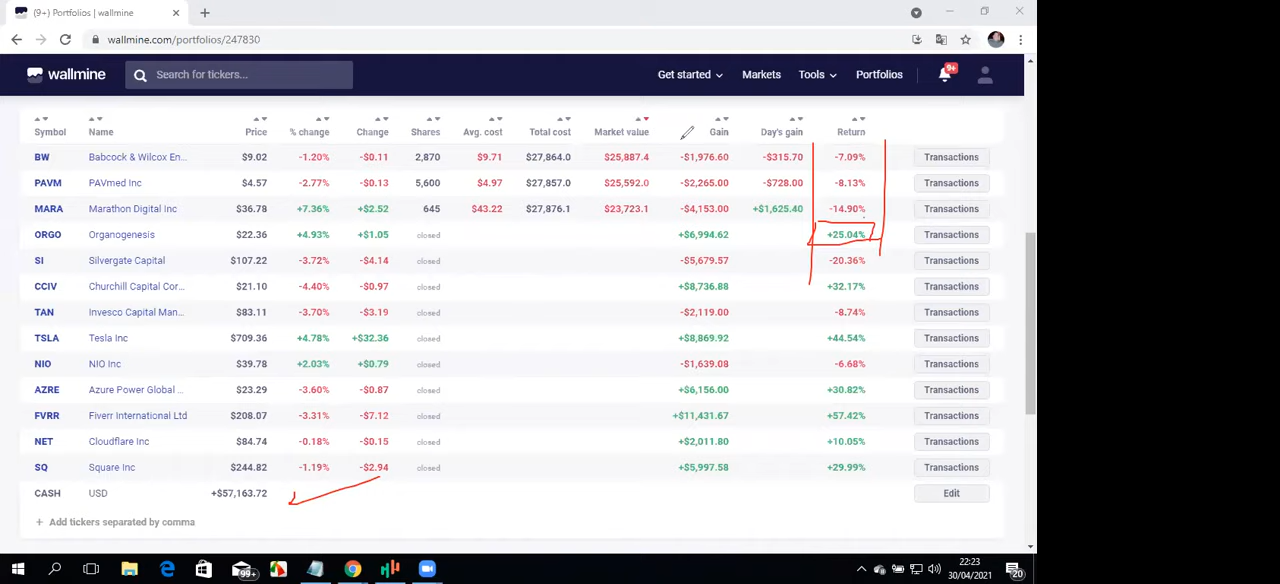 (9+) Portfolios | wallmine
wallmine.com/portfolios/247830
wallmine Search for tickers... Get started Markets Tools Portfolios 9+
Symbol Name Price % change Change Shares Avg. cost Total cost Market value Gain Day's gain Return
BW Babcock & Wilcox En... $9.02 -1.20% -$0.11 2,870 $9.71 $27,864.0 $25,887.4 -$1,976.60 -$315.70 -7.09% Transactions
PAVM PAVmed Inc $4.57 -2.77% -$0.13 5,600 $4.97 $27,857.0 $25,592.0 -$2,265.00 -$728.00 -8.13% Transactions
MARA Marathon Digital Inc $36.78 +7.36% +$2.52 645 $43.22 $27,876.1 $23,723.1 -$4,153.00 +$1,625.40 -14.90% Transactions
ORGO Organogenesis $22.36 +4.93% +$1.05 closed +$6,994.62 +25.04% Transactions
SI Silvergate Capital $107.22 -3.72% -$4.14 closed -$5,679.57 -20.36% Transactions
CCIV Churchill Capital Cor... $21.10 -4.40% -$0.97 closed +$8,736.88 +32.17% Transactions
TAN Invesco Capital Man... $83.11 -3.70% -$3.19 closed -$2,119.00 -8.74% Transactions
TSLA Tesla Inc $709.36 +4.78% +$32.36 closed +$8,869.92 +44.54% Transactions
NIO NIO Inc $39.78 +2.03% +$0.79 closed -$1,639.08 -6.68% Transactions
AZRE Azure Power Global ... $23.29 -3.60% -$0.87 closed +$6,156.00 +30.82% Transactions
FVRR Fiverr International Ltd $208.07 -3.31% -$7.12 closed +$11,431.67 +57.42% Transactions
NET Cloudflare Inc $84.74 -0.18% -$0.15 closed +$2,011.80 +10.05% Transactions
SQ Square Inc $244.82 -1.19% -$2.94 closed +$5,997.58 +29.99% Transactions
CASH USD +$57,163.72 Edit
+ Add tickers separated by comma
99+
22:23
30/04/2021
20